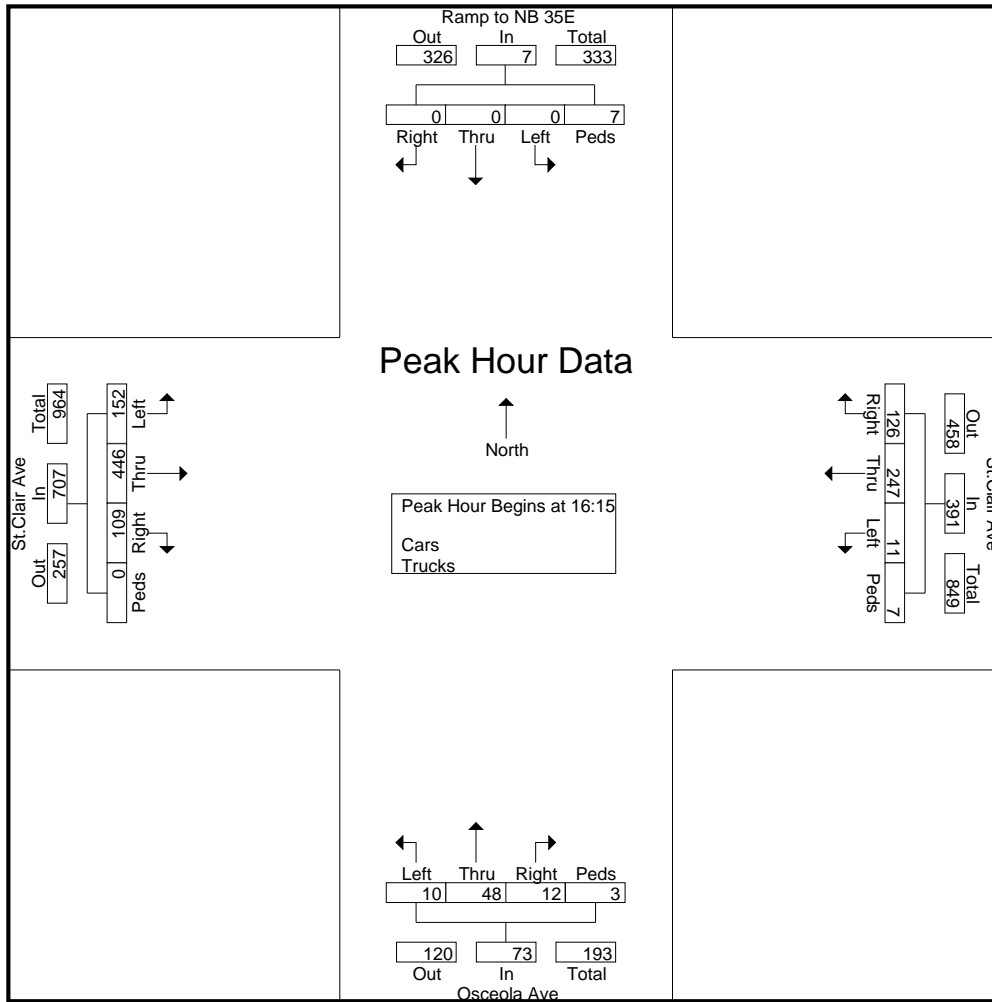 Ramp to NB 35E
Out In Total
326 7 333
0 0 0 7
Right Thru Left Peds
Peak Hour Data
North
Peak Hour Begins at 16:15
Cars
Trucks
St.Clair Ave
Total In Out
964 707 257
152 446 109 0
Left Thru Right Peds
Right Thru Left Peds
126 247 11 7
458 391 849
Out In Total
St.Clair Ave
Left Thru Right Peds
10 48 12 3
120 73 193
Out In Total
Osceola Ave